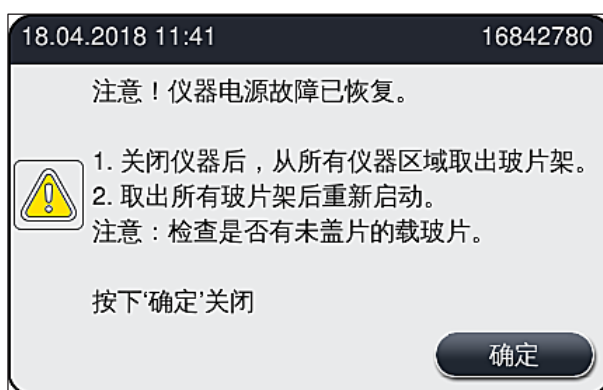 18.04.2018 11:41 16842780
注意！仪器电源故障已恢复。
1. 关闭仪器后，从所有仪器区域取出玻片架。
2. 取出所有玻片架后重新启动。
注意：检查是否有未盖片的载玻片。
按下‘确定’关闭
确定